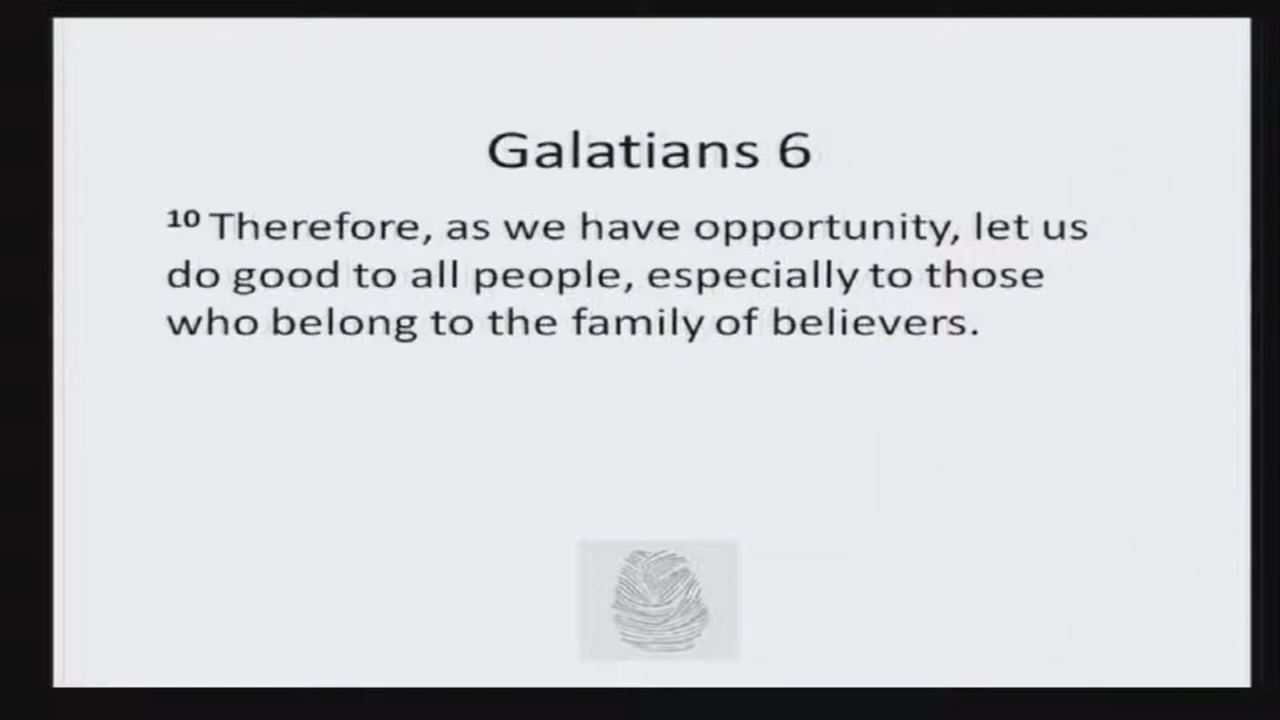 Galatians 6
10 Therefore, as we have opportunity, let us
do good to all people, especially to those
who belong to the family of believers.